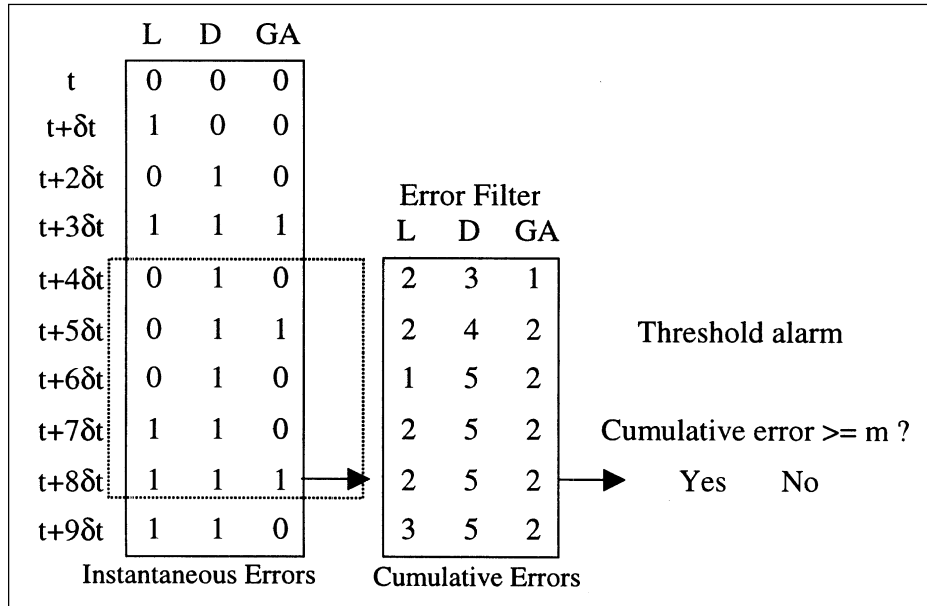 L D GA
t 0 0 0
t+δt 1 0 0
t+2δt 0 1 0
Error Filter
t+3δt 1 1 1 L D GA
t+4δt 0 1 0 2 3 1
t+5δt 0 1 1 2 4 2 Threshold alarm
t+6δt 0 1 0 1 5 2
t+7δt 1 1 0 2 5 2 Cumulative error >= m ?
t+8δt 1 1 1 2 5 2 Yes No
t+9δt 1 1 0 3 5 2
Instantaneous Errors Cumulative Errors